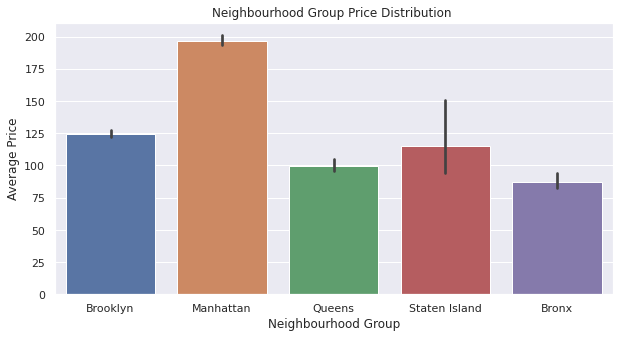 Neighbourhood Group Price Distribution
Average Price
200
175
150
125
100
75
50
25
0
Brooklyn Manhattan Queens Staten Island Bronx
Neighbourhood Group